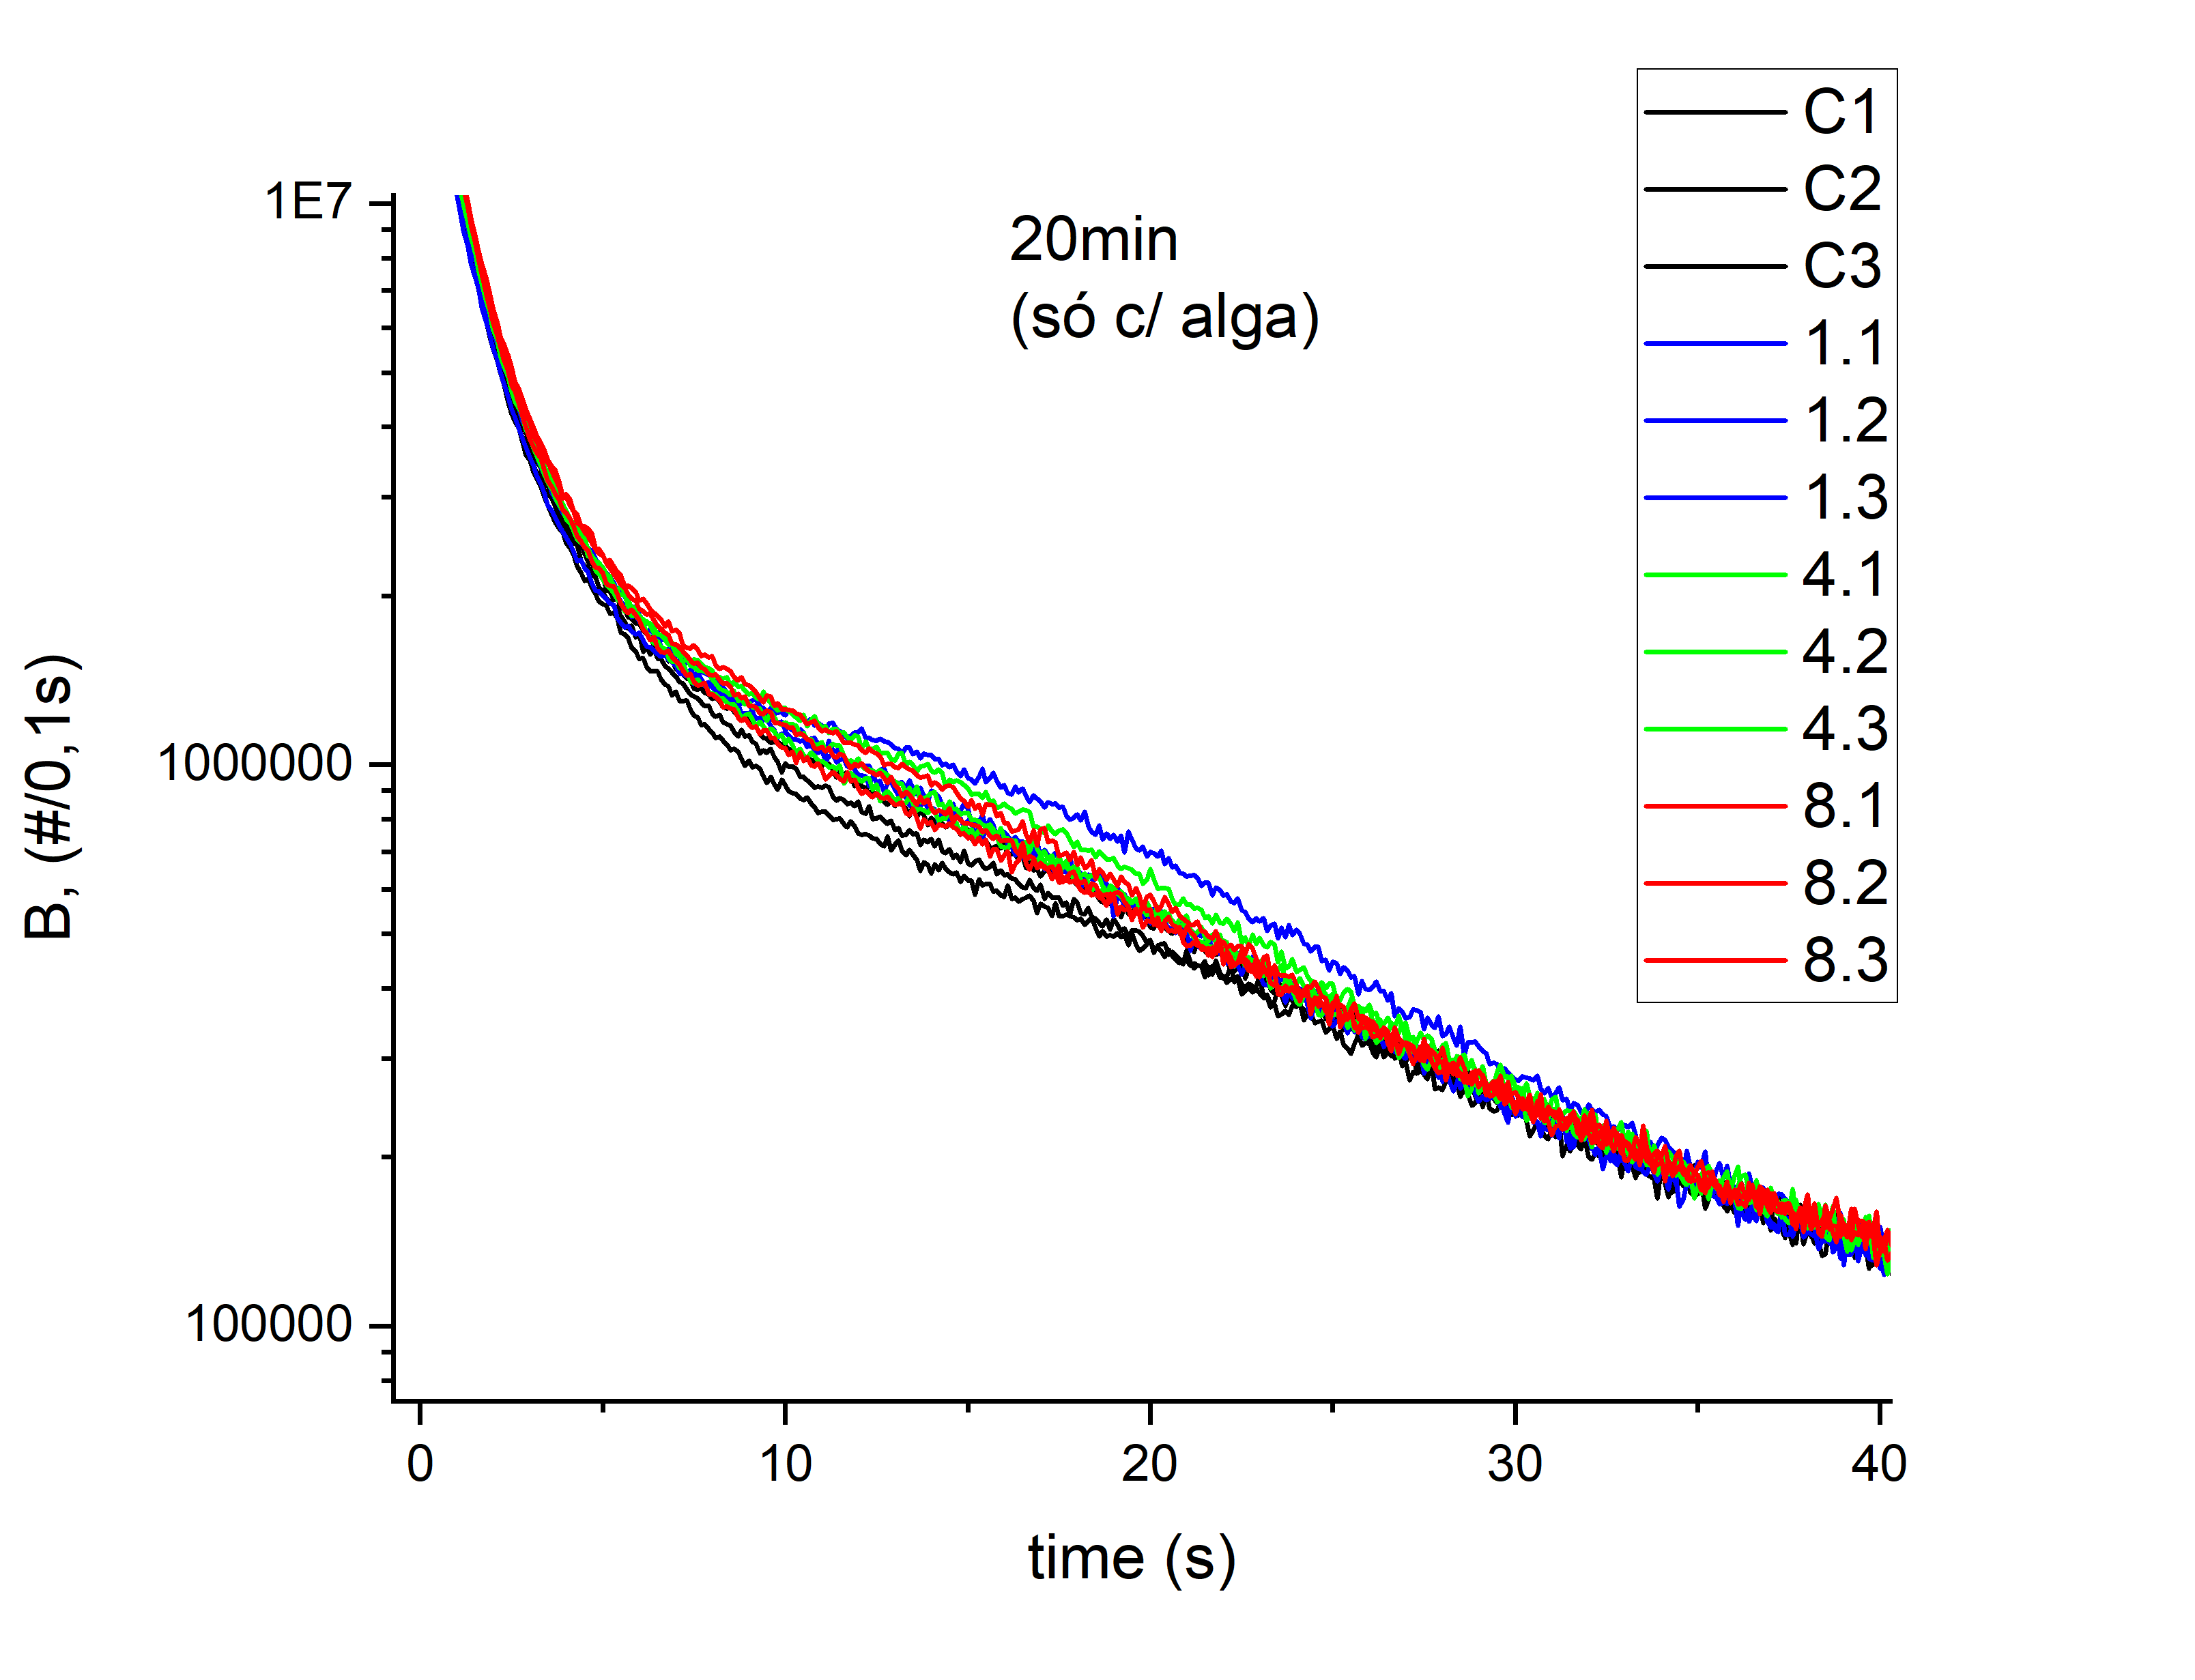 20min
(só c/ alga)
C1
C2
C3
1.1
1.2
1.3
4.1
4.2
4.3
8.1
8.2
8.3
B, (#/0,1s)
1E7
1000000
100000
0 10 20 30 40
time (s)